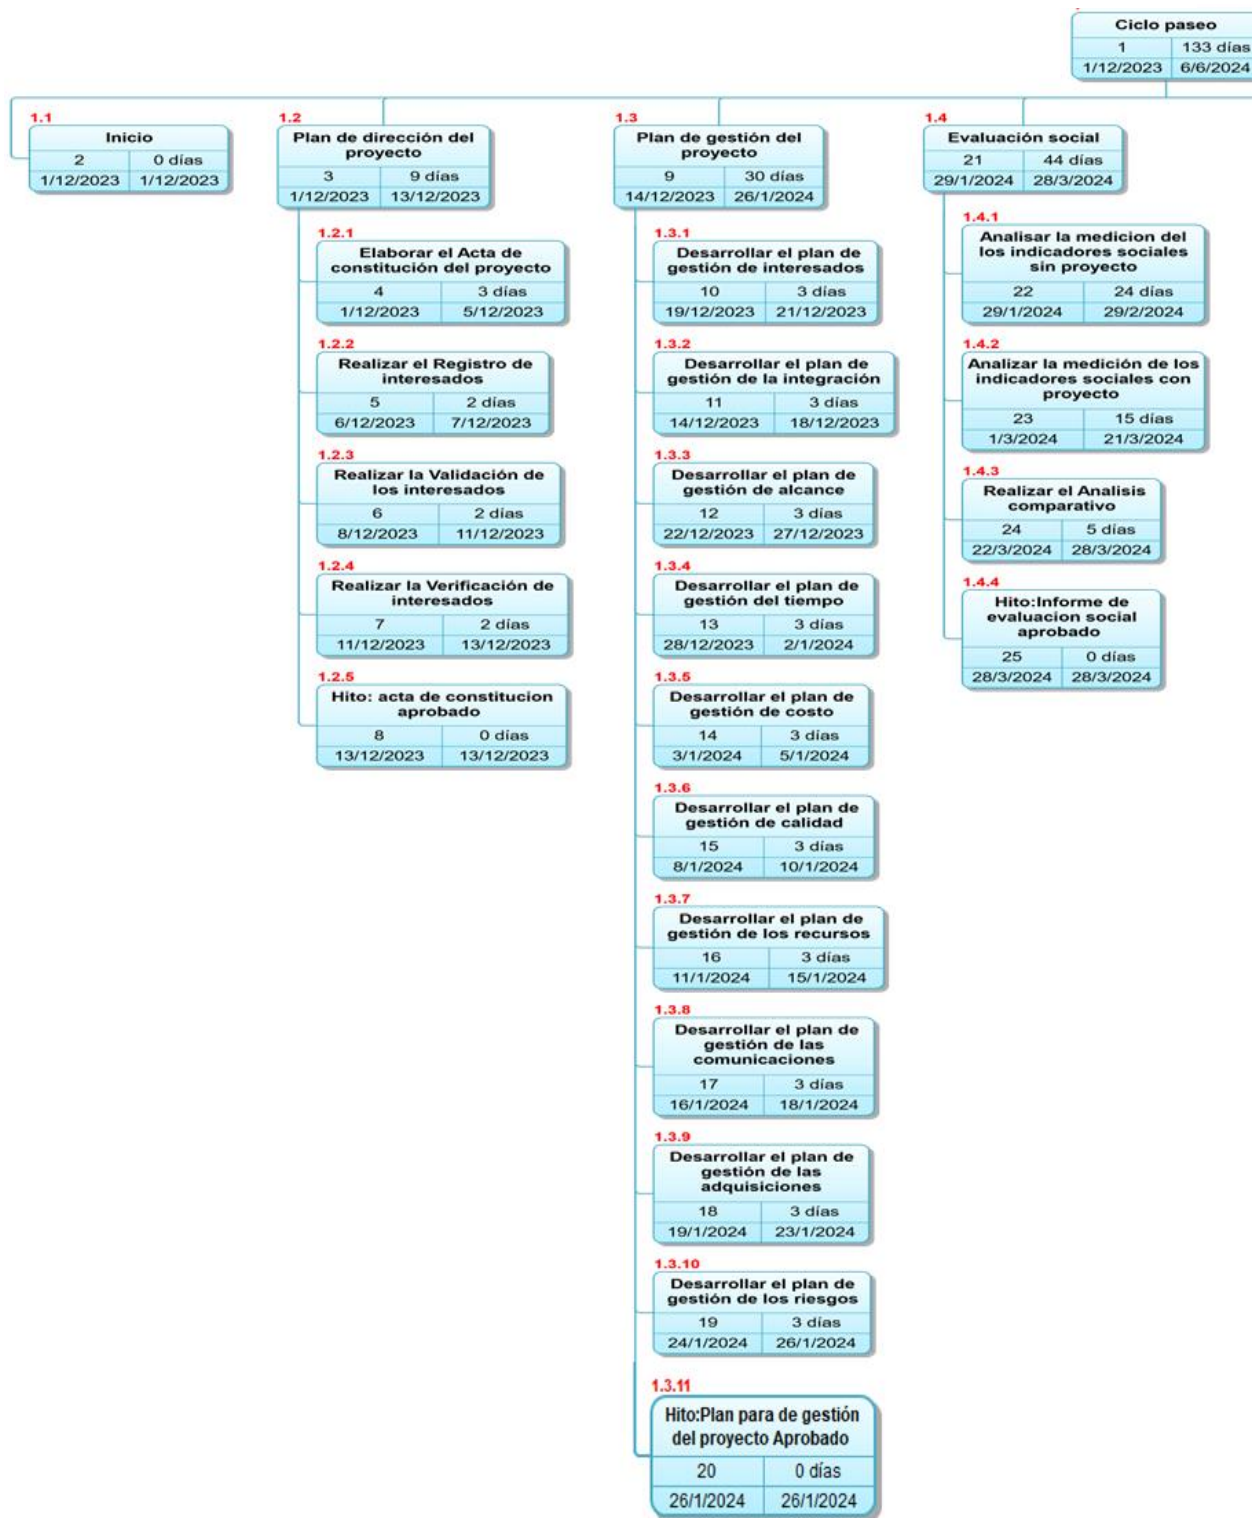 Ciclo paseo
1 133 días
1/12/2023 6/6/2024
1.1
Inicio
2 0 días
1/12/2023 1/12/2023
1.2
Plan de dirección del
proyecto
3 9 días
1/12/2023 13/12/2023
1.2.1
Elaborar el Acta de
constitución del proyecto
4 3 días
1/12/2023 5/12/2023
1.2.2
Realizar el Registro de
interesados
5 2 días
6/12/2023 7/12/2023
1.2.3
Realizar la Validación de
los interesados
6 2 días
8/12/2023 11/12/2023
1.2.4
Realizar la Verificación de
interesados
7 2 días
11/12/2023 13/12/2023
1.2.5
Hito: acta de constitucion
aprobado
8 0 días
13/12/2023 13/12/2023
1.3
Plan de gestión del
proyecto
9 30 días
14/12/2023 26/1/2024
1.3.1
Desarrollar el plan de
gestión de interesados
10 3 días
19/12/2023 21/12/2023
1.3.2
Desarrollar el plan de
gestión de la integración
11 3 días
14/12/2023 18/12/2023
1.3.3
Desarrollar el plan de
gestión de alcance
12 3 días
22/12/2023 27/12/2023
1.3.4
Desarrollar el plan de
gestión del tiempo
13 3 días
28/12/2023 2/1/2024
1.3.5
Desarrollar el plan de
gestión de costo
14 3 días
3/1/2024 5/1/2024
1.3.6
Desarrollar el plan de
gestión de calidad
15 3 días
8/1/2024 10/1/2024
1.3.7
Desarrollar el plan de
gestión de los recursos
16 3 días
11/1/2024 15/1/2024
1.3.8
Desarrollar el plan de
gestión de las
comunicaciones
17 3 días
16/1/2024 18/1/2024
1.3.9
Desarrollar el plan de
gestión de las
adquisiciones
18 3 días
19/1/2024 23/1/2024
1.3.10
Desarrollar el plan de
gestión de los riesgos
19 3 días
24/1/2024 26/1/2024
1.3.11
Hito:Plan para de gestión
del proyecto Aprobado
20 0 días
26/1/2024 26/1/2024
1.4
Evaluación social
21 44 días
29/1/2024 28/3/2024
1.4.1
Analisar la medicion del
los indicadores sociales
sin proyecto
22 24 días
29/1/2024 29/2/2024
1.4.2
Analizar la medición de los
indicadores sociales con
proyecto
23 15 días
1/3/2024 21/3/2024
1.4.3
Realizar el Analisis
comparativo
24 5 días
22/3/2024 28/3/2024
1.4.4
Hito:Informe de
evaluacion social
aprobado
25 0 días
28/3/2024 28/3/2024